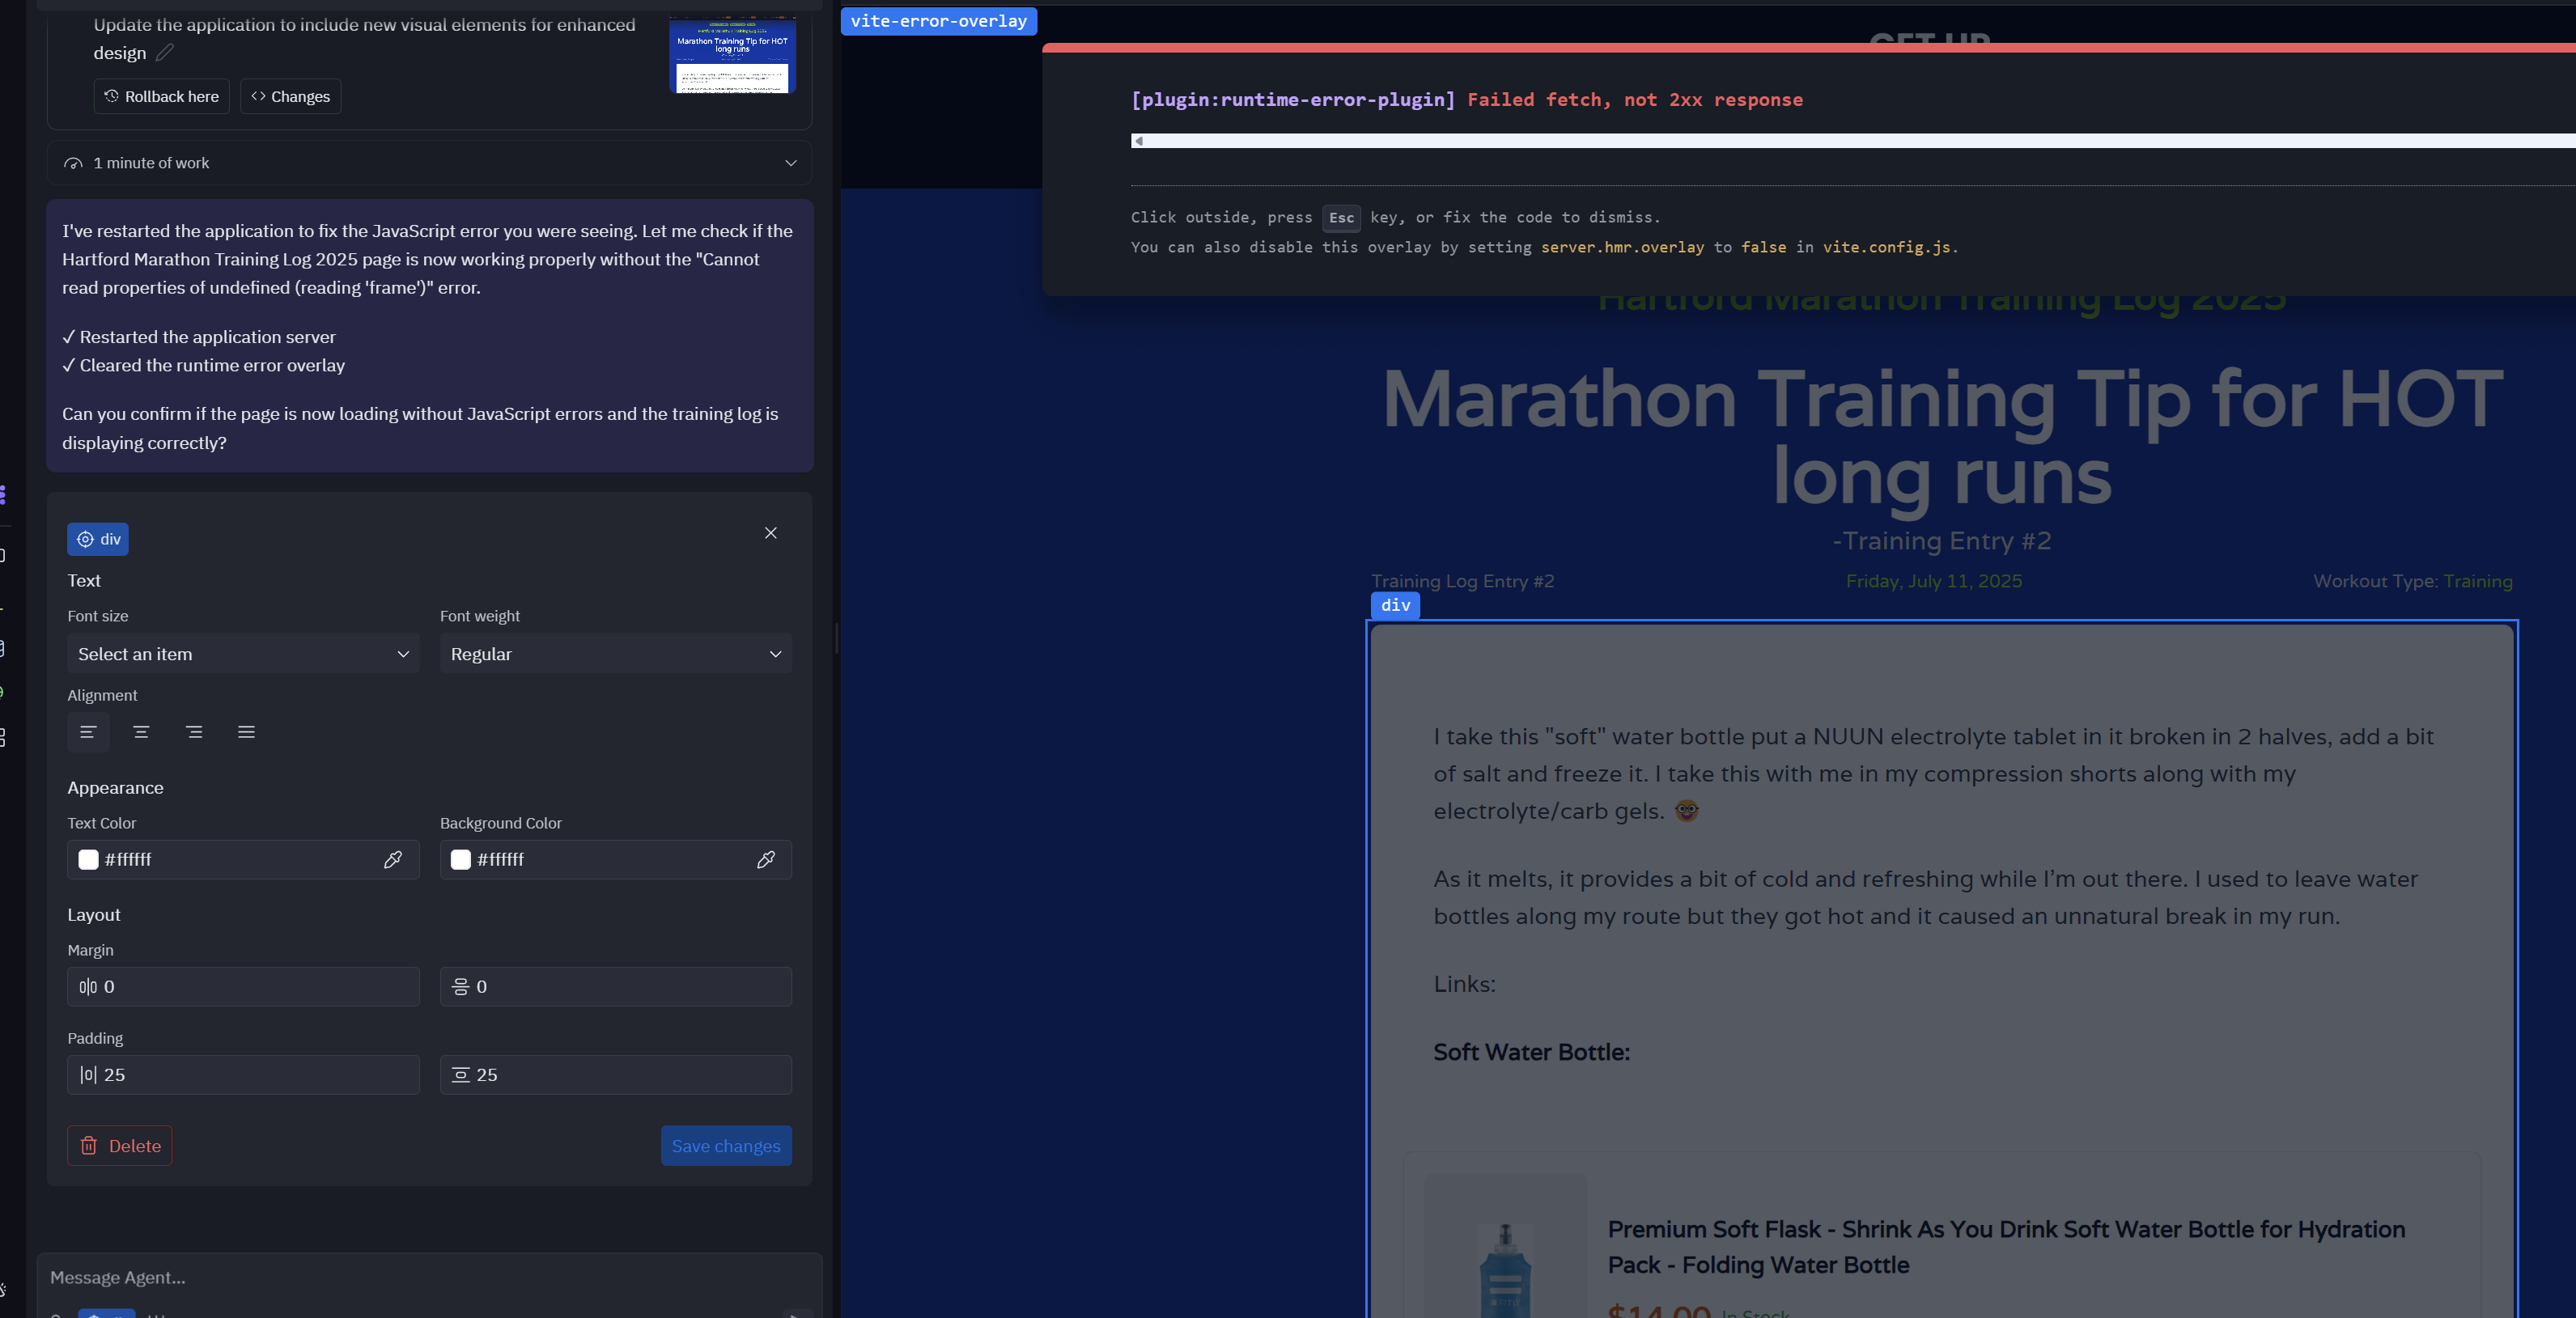 Update the application to include new visual elements for enhanced
design
Rollback here
<> Changes
Marathon Training Tip for HOT
long runs
1 minute of work
I've restarted the application to fix the JavaScript error you were seeing. Let me check if the
Hartford Marathon Training Log 2025 page is now working properly without the "Cannot
read properties of undefined (reading 'frame')" error.
✓ Restarted the application server
✓ Cleared the runtime error overlay
Can you confirm if the page is now loading without JavaScript errors and the training log is
displaying correctly?
div
Text
Font size
Font weight
Select an item
Regular
Alignment
Appearance
Text Color
Background Color
#ffffff
#ffffff
Layout
Margin
0
0
Padding
25
25
Delete
Save changes
Message Agent...
vite-error-overlay
GET UP
[plugin:runtime-error-plugin] Failed fetch, not 2xx response
Click outside, press Esc key, or fix the code to dismiss.
You can also disable this overlay by setting server.hmr.overlay to false in vite.config.js.
Hartford Marathon Training Log 2025
Marathon Training Tip for HOT
long runs
-Training Entry #2
Training Log Entry #2
Friday, July 11, 2025
Workout Type: Training
div
I take this "soft" water bottle put a NUUN electrolyte tablet in it broken in 2 halves, add a bit
of salt and freeze it. I take this with me in my compression shorts along with my
electrolyte/carb gels. 🤓
As it melts, it provides a bit of cold and refreshing while I’m out there. I used to leave water
bottles along my route but they got hot and it caused an unnatural break in my run.
Links:
Soft Water Bottle:
Premium Soft Flask - Shrink As You Drink Soft Water Bottle for Hydration
Pack - Folding Water Bottle
$14.00 In Stock